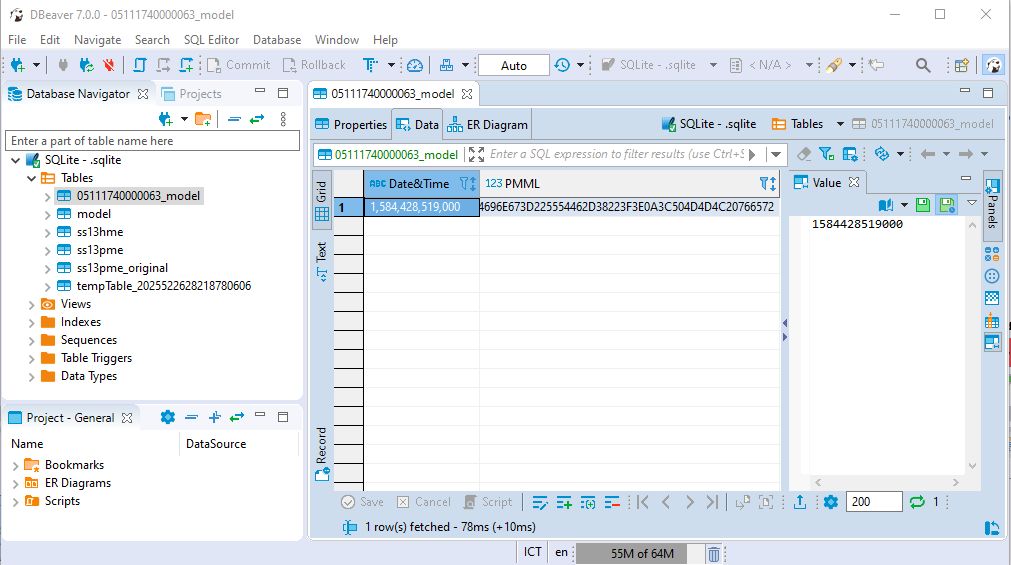 DBeaver 7.0.0 - 05111740000063_model
File Edit Navigate Search SQL Editor Database Window Help
Commit Rollback Auto SQLite - .sqlite < N/A >
Database Navigator Projects
Enter a part of table name here
SQLite - .sqlite
Tables
05111740000063_model
model
ss13hme
ss13pme
ss13pme_original
tempTable_2025522628218780606
Views
Indexes
Sequences
Table Triggers
Data Types
Project - General
Name DataSource
Bookmarks
ER Diagrams
Scripts
05111740000063_model
Properties Data ER Diagram SQLite - .sqlite Tables 05111740000063_model
05111740000063_model Enter a SQL expression to filter results (use Ctrl+S
Grid
Text
Record
ABC Date&Time 123 PMML
1 1,584,428,519,000 4696E673D225554462D38223F3E0A3C504D4D4C20766572
Value
1584428519000
Panels
Save Cancel Script 200 1
1 row(s) fetched - 78ms (+10ms)
ICT en 55M of 64M